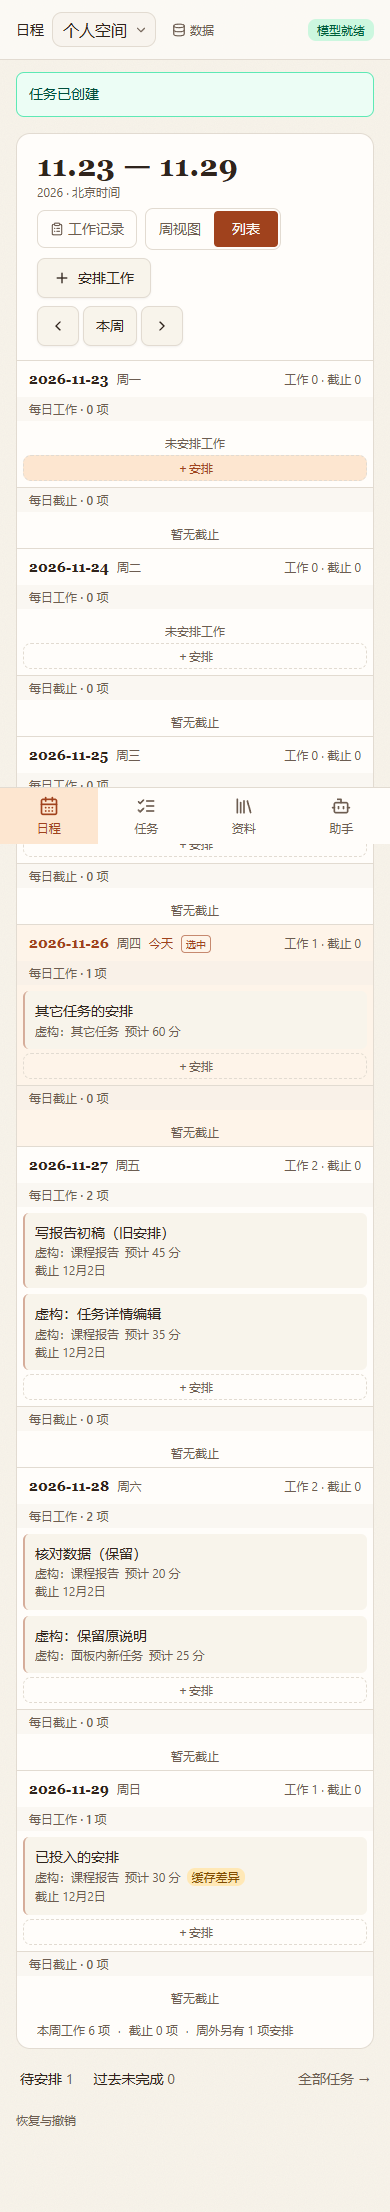 日程 个人空间 数据 模型就绪
任务已创建
11.23 — 11.29
2026 · 北京时间
工作记录 周视图 列表
+ 安排工作
本周
2026-11-23 周一 工作 0 · 截止 0
每日工作 · 0 项
未安排工作
+ 安排
每日截止 · 0 项
暂无截止
2026-11-24 周二 工作 0 · 截止 0
每日工作 · 0 项
未安排工作
+ 安排
每日截止 · 0 项
暂无截止
2026-11-25 周三 工作 0 · 截止 0
每日工作 · 0 项
日程 任务 资料 助手
+ 安排
每日截止 · 0 项
暂无截止
2026-11-26 周四 今天 选中 工作 1 · 截止 0
每日工作 · 1 项
其它任务的安排
虚构：其它任务 预计 60 分
+ 安排
每日截止 · 0 项
暂无截止
2026-11-27 周五 工作 2 · 截止 0
每日工作 · 2 项
写报告初稿（旧安排）
虚构：课程报告 预计 45 分
截止 12月2日
虚构：任务详情编辑
虚构：课程报告 预计 35 分
截止 12月2日
+ 安排
每日截止 · 0 项
暂无截止
2026-11-28 周六 工作 2 · 截止 0
每日工作 · 2 项
核对数据（保留）
虚构：课程报告 预计 20 分
截止 12月2日
虚构：保留原说明
虚构：面板内新任务 预计 25 分
+ 安排
每日截止 · 0 项
暂无截止
2026-11-29 周日 工作 1 · 截止 0
每日工作 · 1 项
已投入的安排
虚构：课程报告 预计 30 分 缓存差异
截止 12月2日
+ 安排
每日截止 · 0 项
暂无截止
本周工作 6 项 · 截止 0 项 · 周外另有 1 项安排
待安排 1 过去未完成 0 全部任务 →
恢复与撤销